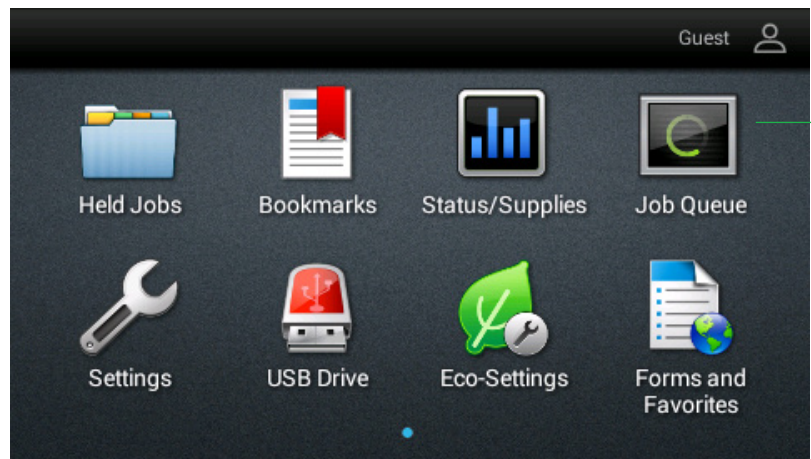 Guest
Held Jobs
Bookmarks
Status/Supplies
Job Queue
Settings
USB Drive
Eco-Settings
Forms and
Favorites